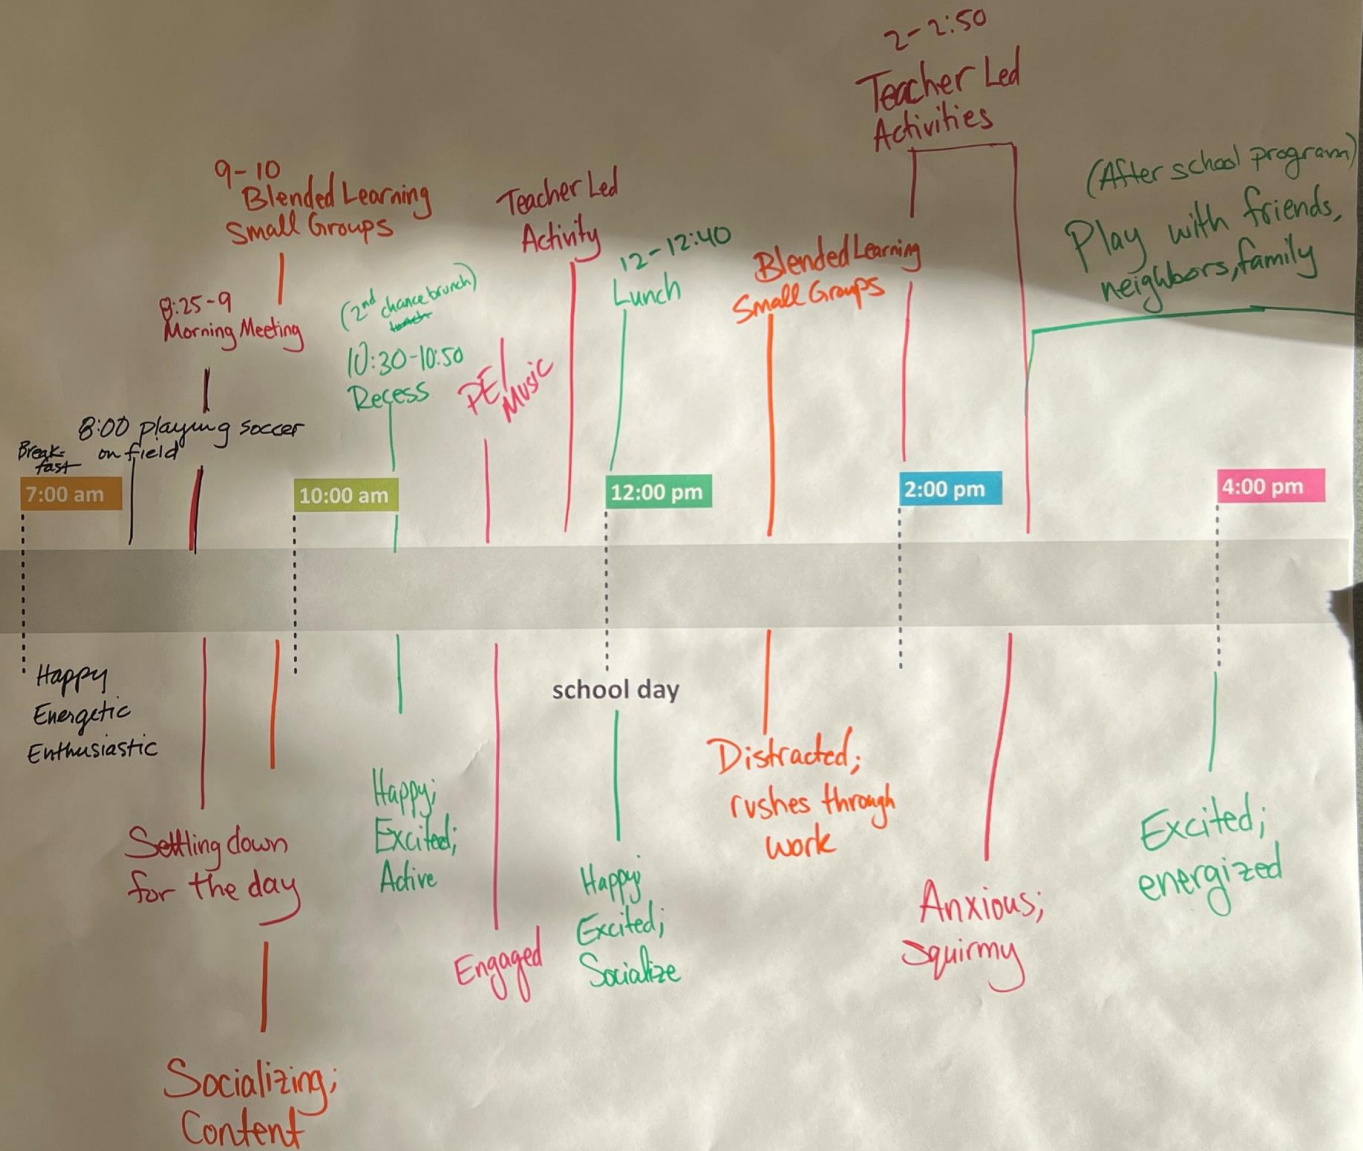 2-2:50
Teacher Led
Activities
(After school program)
Play with friends,
neighbors, family
9-10
Blended Learning
Small Groups
Teacher Led
Activity
12-12:40
Lunch
Blended Learning
Small Groups
8:25-9
Morning Meeting
(2nd chance brunch)
10:30-10:50
Recess
PE/
Music
8:00 playing soccer
on field
Break-
fast
7:00 am
10:00 am
12:00 pm
2:00 pm
4:00 pm
Happy
Energetic
Enthusiastic
school day
Settling down
for the day
Socializing;
Content
Happy;
Excited;
Active
Engaged
Happy;
Excited;
Socialize
Distracted;
rushes through
work
Anxious;
squirmy
Excited;
energized